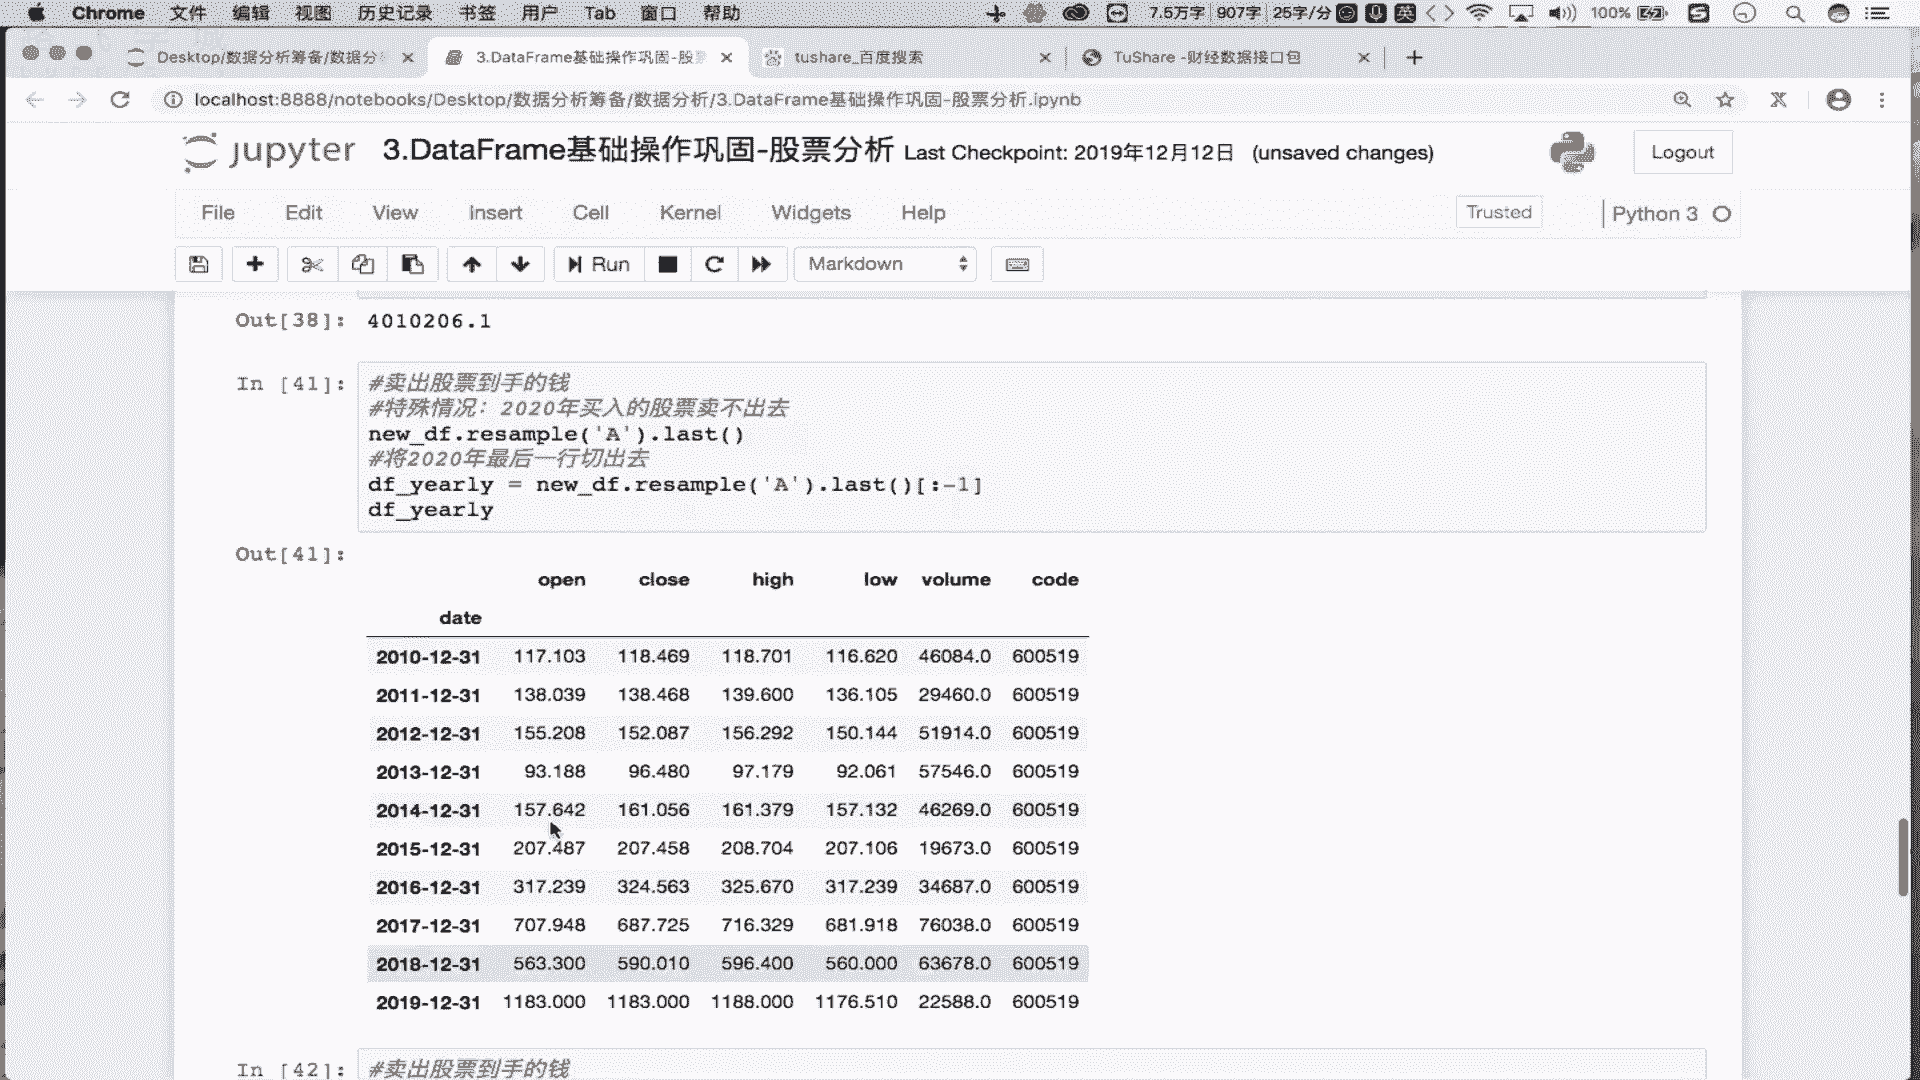 Chrome 文件 编辑 视图 历史记录 书签 用户 Tab 窗口 帮助 7.5万字 907字 25字/分 英 100%
Desktop/数据分析筹备/数据分 3.DataFrame基础操作巩固-股 tushare_百度搜索 TuShare -财经数据接口包
localhost:8888/notebooks/Desktop/数据分析筹备/数据分析/3.DataFrame基础操作巩固-股票分析.ipynb
jupyter 3.DataFrame基础操作巩固-股票分析 Last Checkpoint: 2019年12月12日 (unsaved changes) Logout
File Edit View Insert Cell Kernel Widgets Help Trusted Python 3
Run Markdown
Out[38]: 4010206.1
In [41]: #卖出股票到手的钱
#特殊情况：2020年买入的股票卖不出去
new_df.resample('A').last()
#将2020年最后一行切出去
df_yearly = new_df.resample('A').last()[:-1]
df_yearly
Out[41]:
open close high low volume code
date
2010-12-31 117.103 118.469 118.701 116.620 46084.0 600519
2011-12-31 138.039 138.468 139.600 136.105 29460.0 600519
2012-12-31 155.208 152.087 156.292 150.144 51914.0 600519
2013-12-31 93.188 96.480 97.179 92.061 57546.0 600519
2014-12-31 157.642 161.056 161.379 157.132 46269.0 600519
2015-12-31 207.487 207.458 208.704 207.106 19673.0 600519
2016-12-31 317.239 324.563 325.670 317.239 34687.0 600519
2017-12-31 707.948 687.725 716.329 681.918 76038.0 600519
2018-12-31 563.300 590.010 596.400 560.000 63678.0 600519
2019-12-31 1183.000 1183.000 1188.000 1176.510 22588.0 600519
In [42]: #卖出股票到手的钱